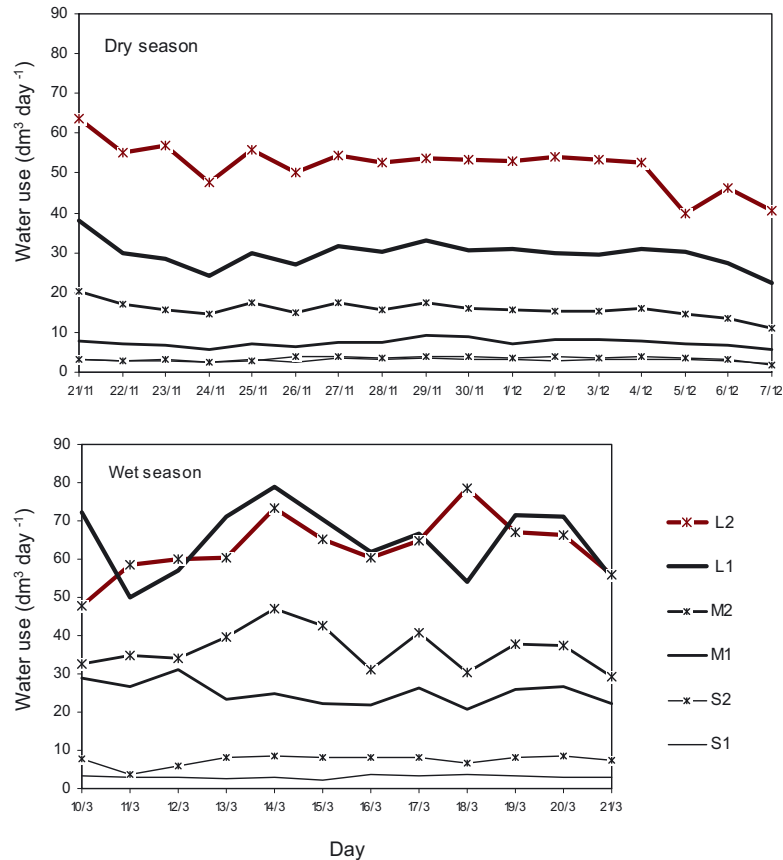 90
80
70
60
50
40
30
20
10
0
Dry season
Water use (dm³ day ⁻¹)
21/11 22/11 23/11 24/11 25/11 26/11 27/11 28/11 29/11 30/11 1/12 2/12 3/12 4/12 5/12 6/12 7/12
90
80
70
60
50
40
30
20
10
0
Wet season
Water use (dm³ day ⁻¹)
10/3 11/3 12/3 13/3 14/3 15/3 16/3 17/3 18/3 19/3 20/3 21/3
Day
L2
L1
M2
M1
S2
S1